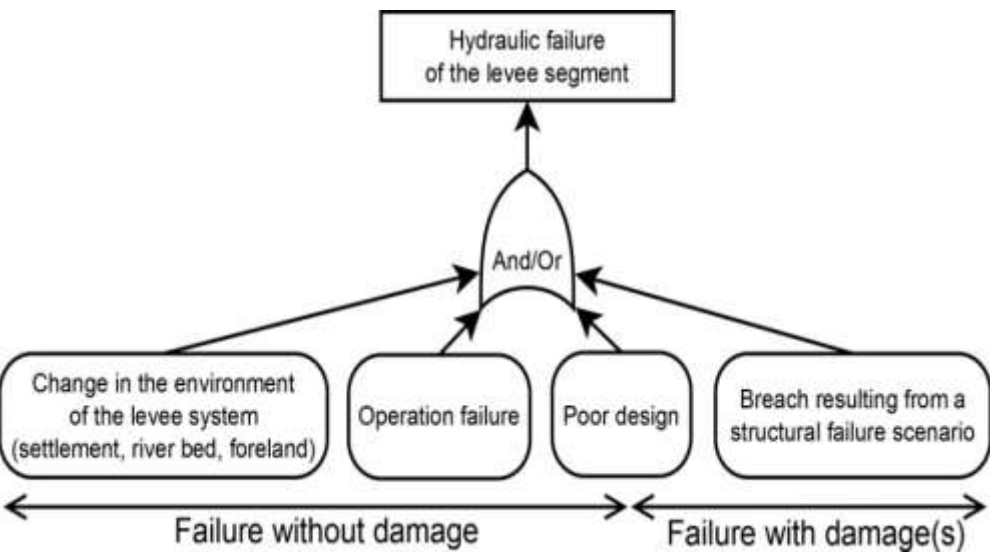 Hydraulic failure
of the levee segment
And/Or
Change in the environment
of the levee system
(settlement, river bed, foreland)
Operation failure
Poor design
Breach resulting from a
structural failure scenario
Failure without damage
Failure with damage(s)